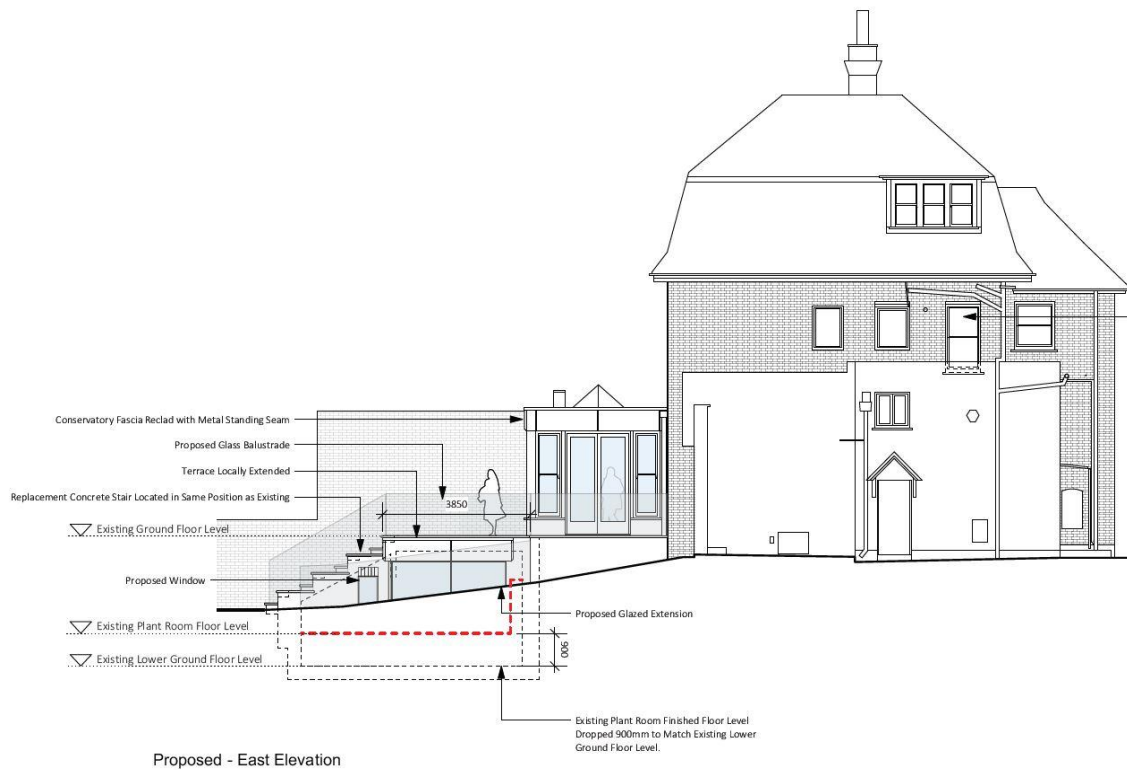 Conservatory Fascia Reclad with Metal Standing Seam
Proposed Glass Balustrade
Terrace Locally Extended
Replacement Concrete Stair Located in Same Position as Existing
3850
Existing Ground Floor Level
Proposed Window
Proposed Glazed Extension
Existing Plant Room Floor Level
900
Existing Lower Ground Floor Level
Existing Plant Room Finished Floor Level
Dropped 900mm to Match Existing Lower
Ground Floor Level.
Proposed - East Elevation